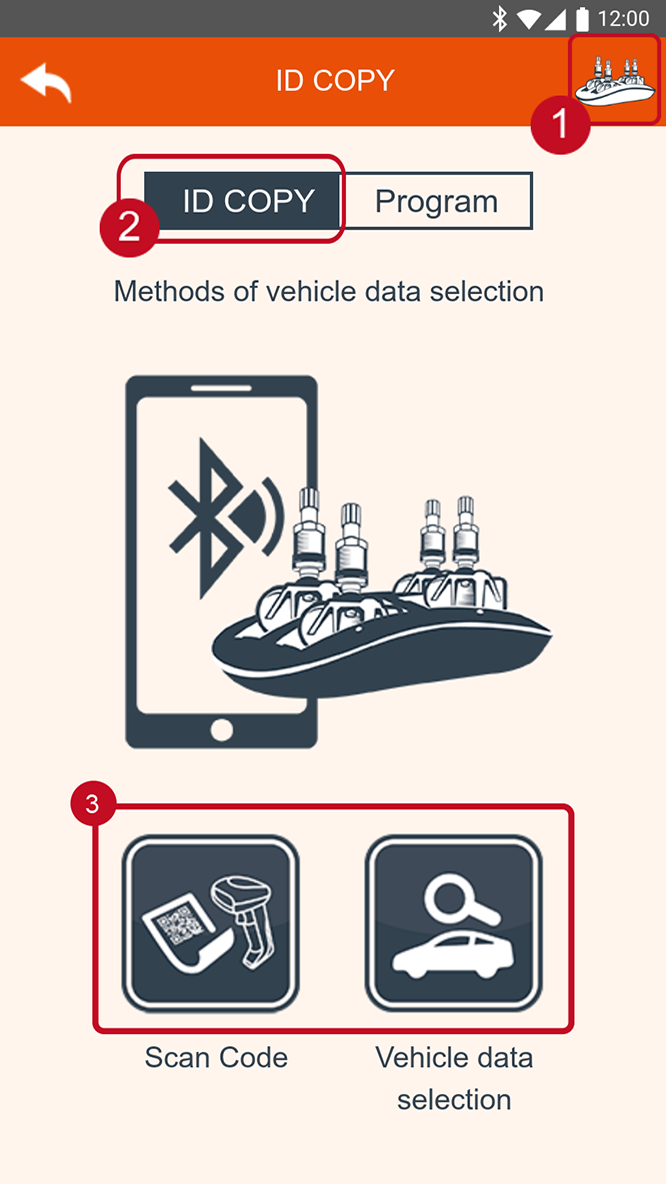 12:00
ID COPY
1
ID COPY Program
2
Methods of vehicle data selection
3
Scan Code Vehicle data
selection